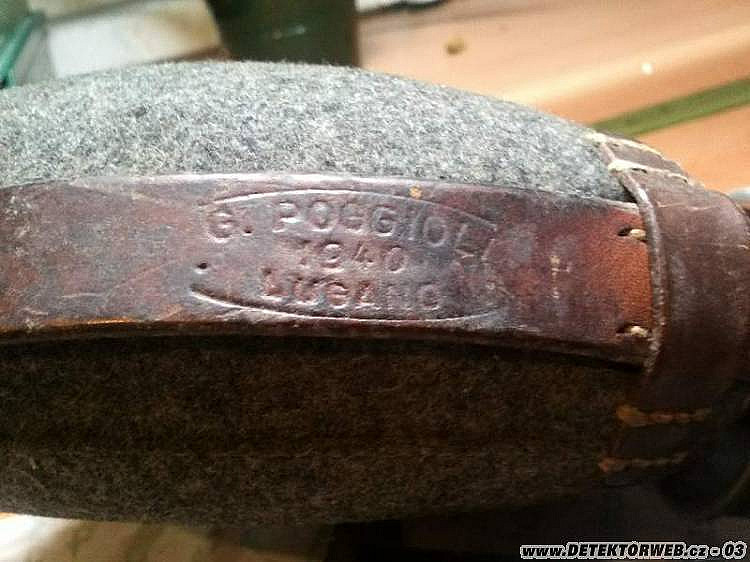 G. POGGIOLI
1940
LUGANO
www.DETEKTORWEB.cz - 03